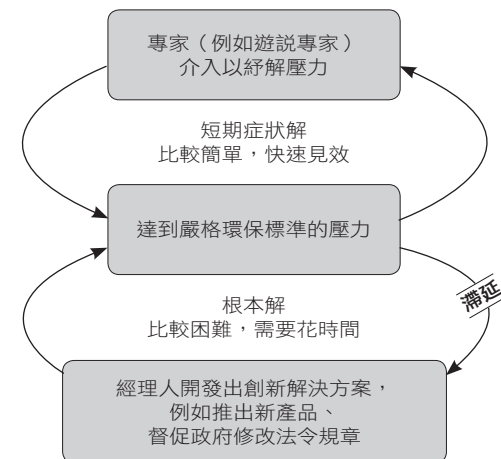 專家（例如遊說專家）
介入以紓解壓力
短期症狀解
比較簡單，快速見效
達到嚴格環保標準的壓力
滯延
根本解
比較困難，需要花時間
經理人開發出創新解決方案，
例如推出新產品、
督促政府修改法令規章